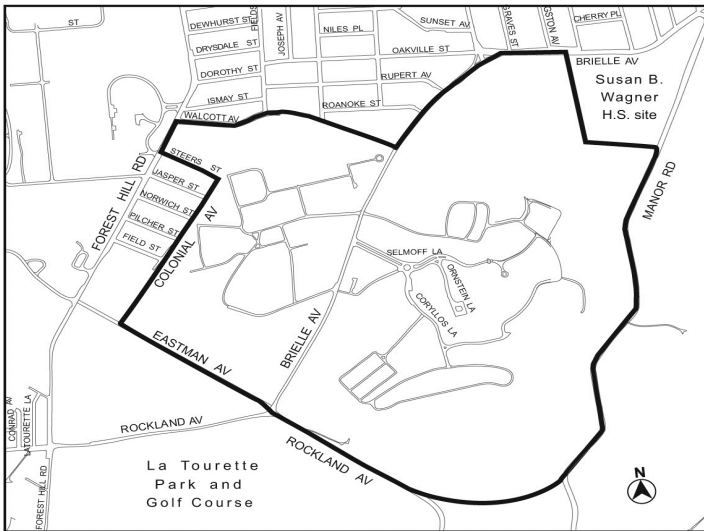 ST
DEWHURST ST
FIELDS
JOSEPH AV
NILES PL
SUNSET AV
GRAVES ST
GSTON AV
CHERRY PL
DRYSDALE ST
OAKVILLE ST
BRIELLE AV
DOROTHY ST
RUPERT AV
Susan B.
Wagner
H.S. site
ISMAY ST
ROANOKE ST
WALCOTT AV
STEERS ST
JASPER ST
NORWICH ST
PILCHER ST
FIELD ST
FOREST HILL RD
COLONIAL AV
MANOR RD
SELMOFF LA
ORNSTEIN LA
CORYLLOS LA
BRIELLE AV
EASTMAN AV
CONRAD AV
LATOURETTE LA
ROCKLAND AV
ROCKLAND AV
FOREST HILL RD
La Tourette
Park and
Golf Course
N